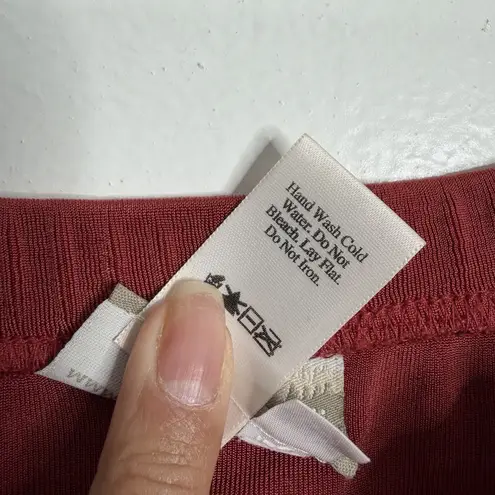 Hand Wash Cold
Water. Do Not
Bleach. Lay Flat.
Do Not Iron.